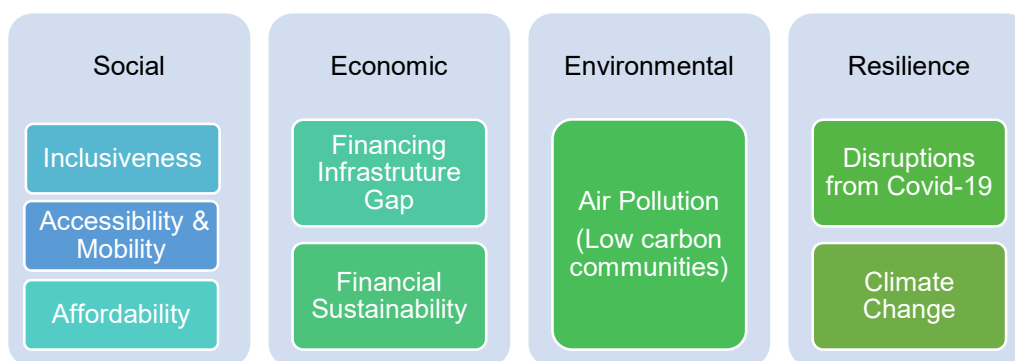 Social
Inclusiveness
Accessibility &
Mobility
Affordability
Economic
Financing
Infrastruture
Gap
Financial
Sustainability
Environmental
Air Pollution
(Low carbon
communities)
Resilience
Disruptions
from Covid-19
Climate
Change